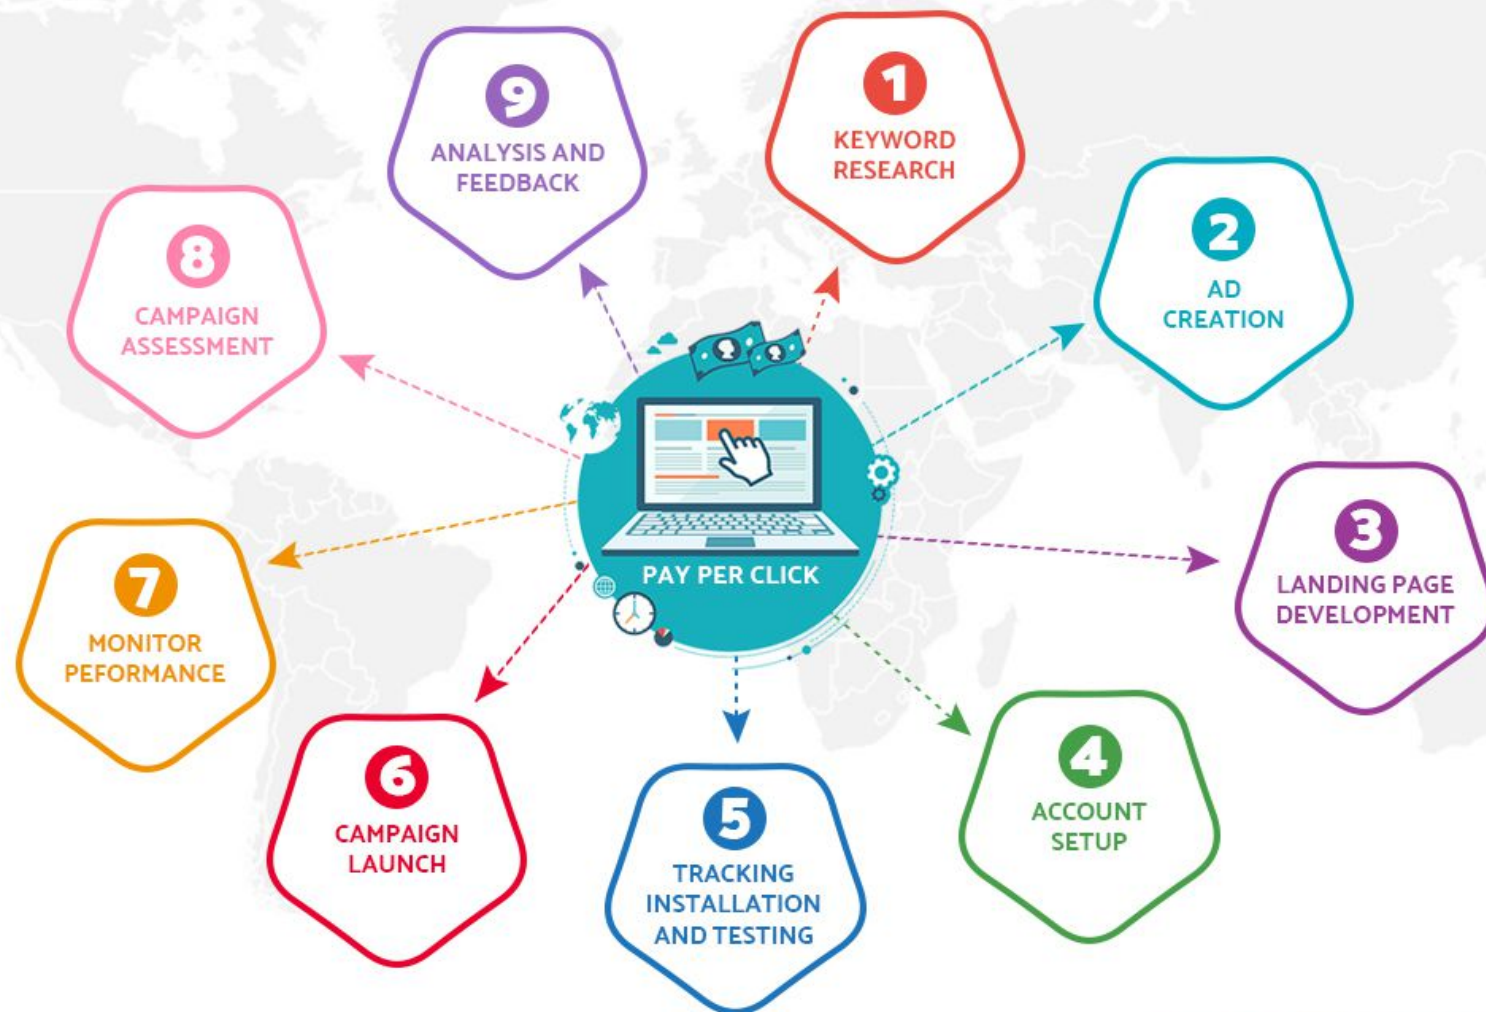 1
KEYWORD
RESEARCH
2
AD
CREATION
3
LANDING PAGE
DEVELOPMENT
4
ACCOUNT
SETUP
5
TRACKING
INSTALLATION
AND TESTING
6
CAMPAIGN
LAUNCH
7
MONITOR
PEFORMANCE
8
CAMPAIGN
ASSESSMENT
9
ANALYSIS AND
FEEDBACK
PAY PER CLICK